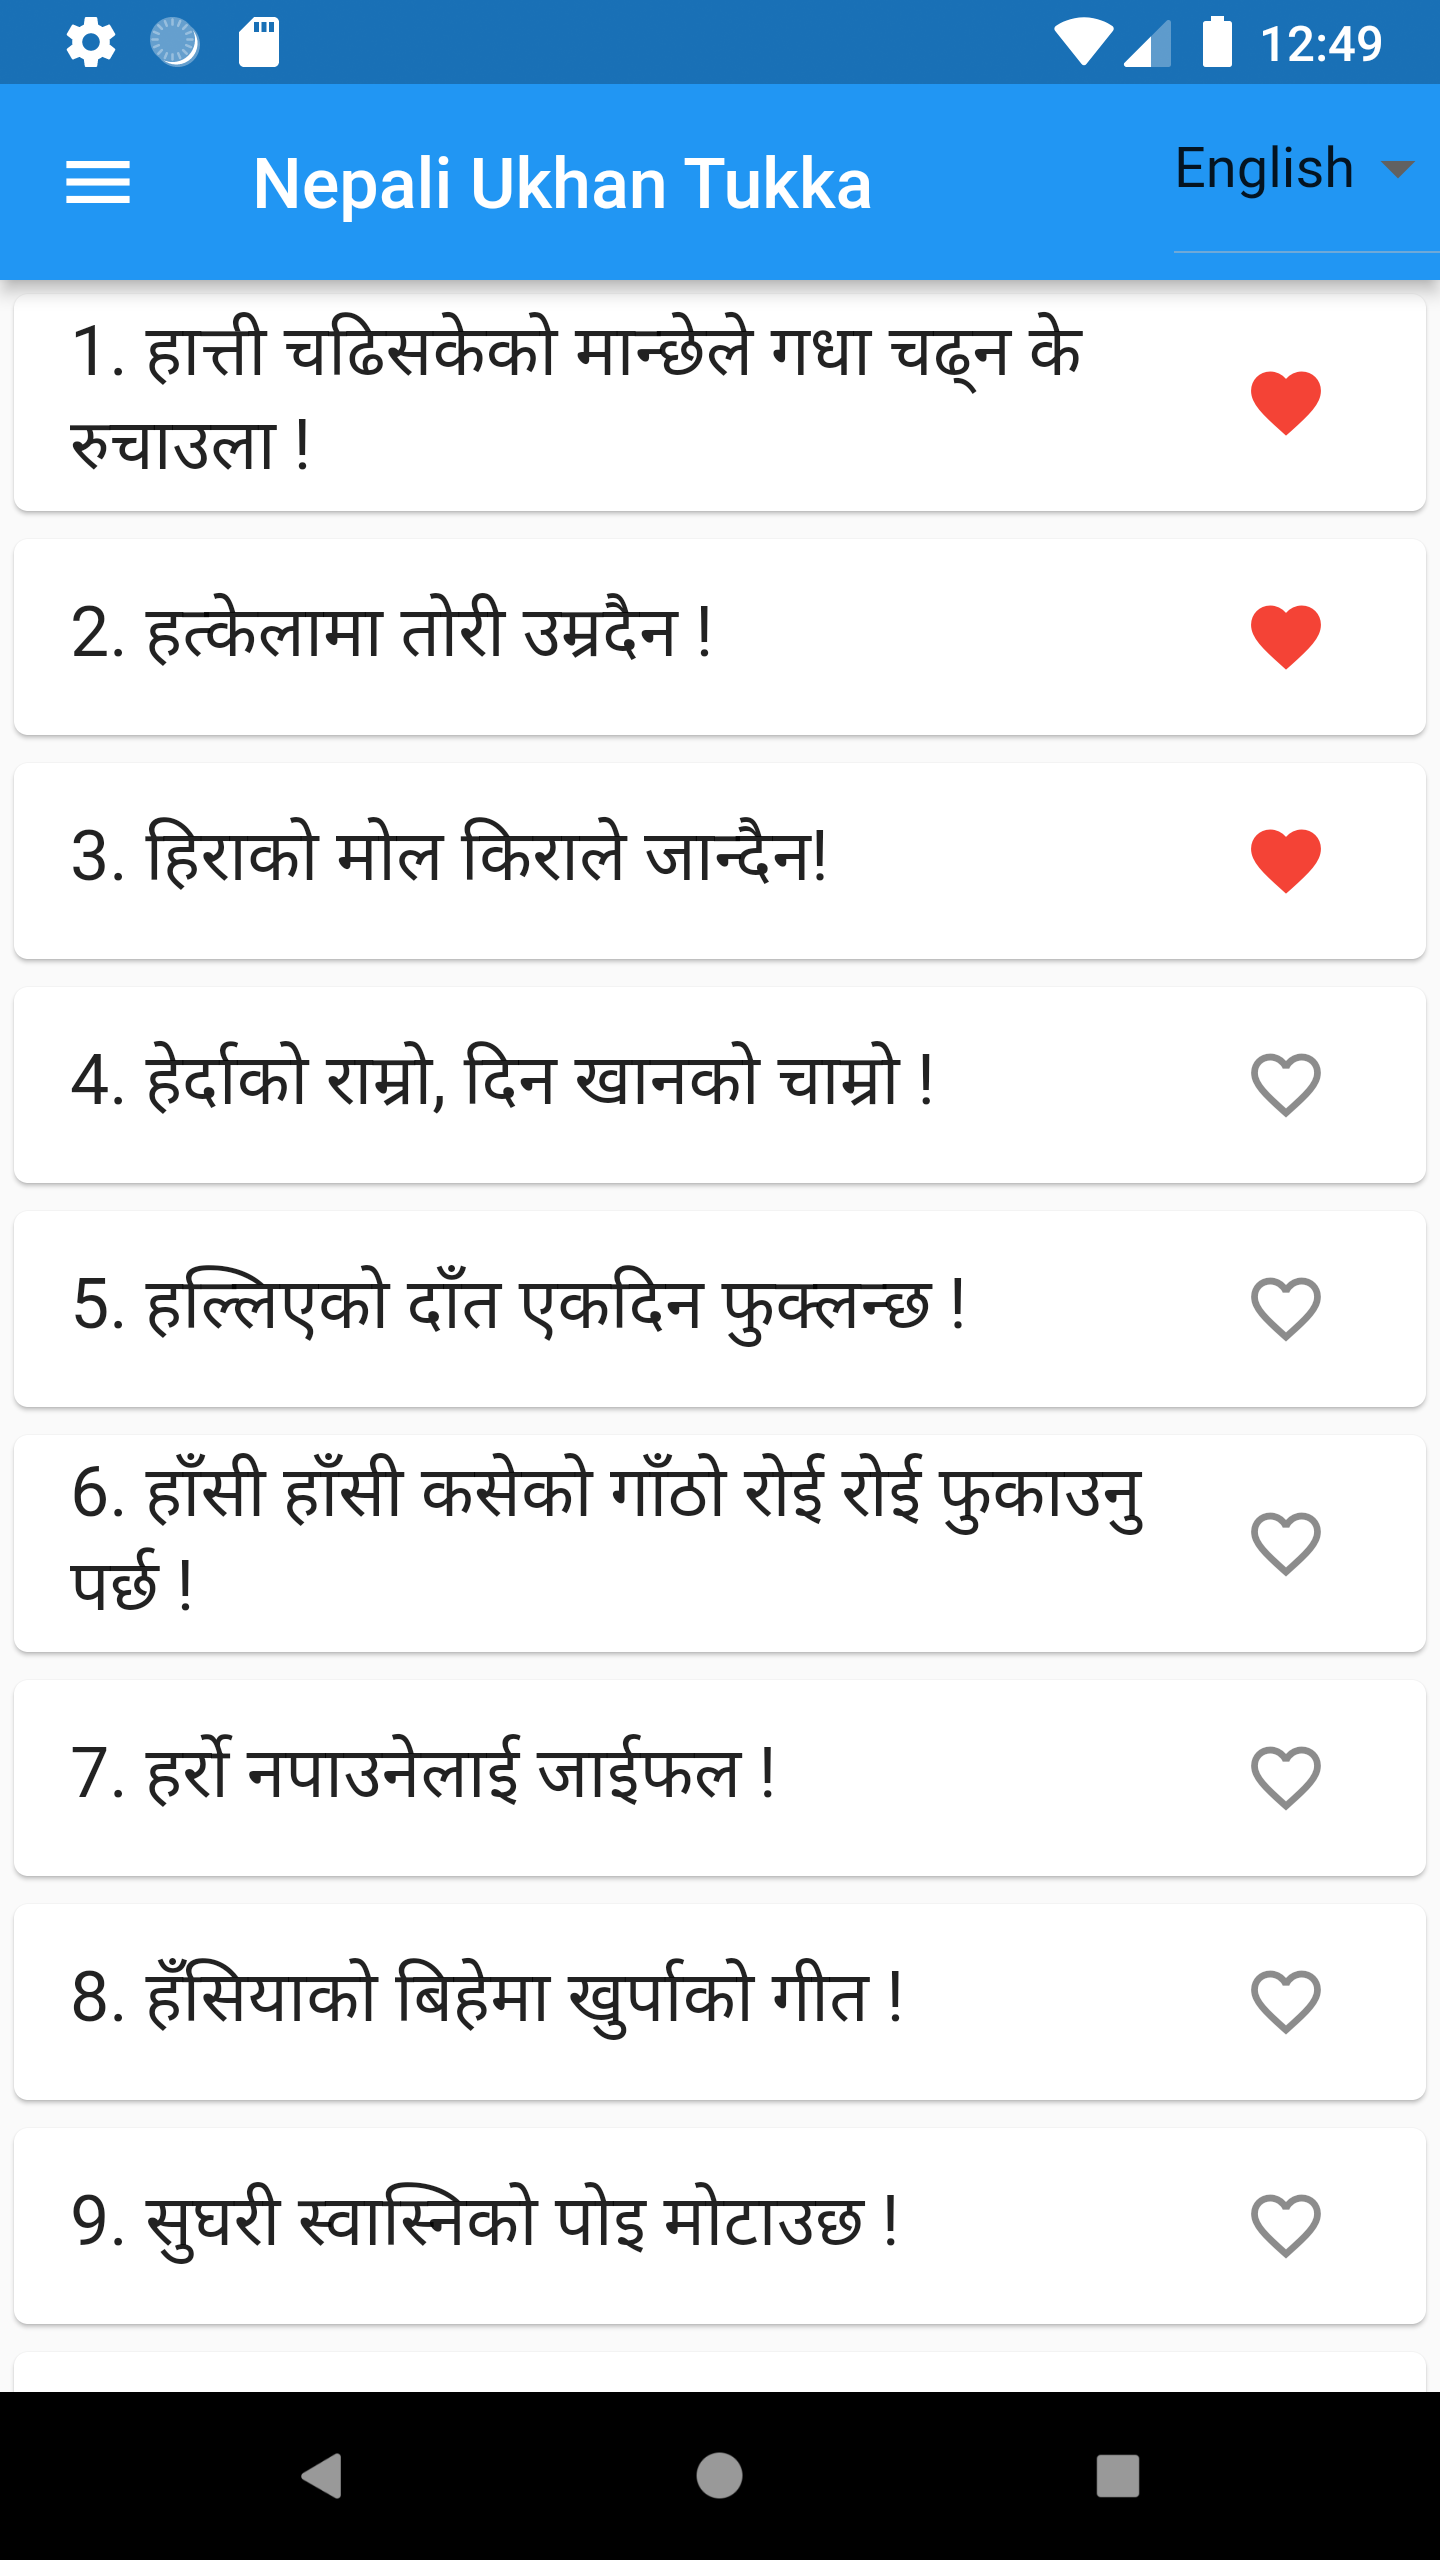 12:49
Nepali Ukhan Tukka
English
1. हात्ती चढिसकेको मान्छेले गधा चढ्न के
रुचाउला !
2. हत्केलामा तोरी उम्रदैन !
3. हिराको मोल किराले जान्दैन!
4. हेर्दाको राम्रो, दिन खानको चाम्रो !
5. हल्लिएको दाँत एकदिन फुक्लन्छ !
6. हाँसी हाँसी कसेको गाँठो रोई रोई फुकाउनु
पर्छ !
7. हर्रो नपाउनेलाई जाईफल !
8. हँसियाको बिहेमा खुर्पाको गीत !
9. सुघरी स्वास्निको पोइ मोटाउछ !